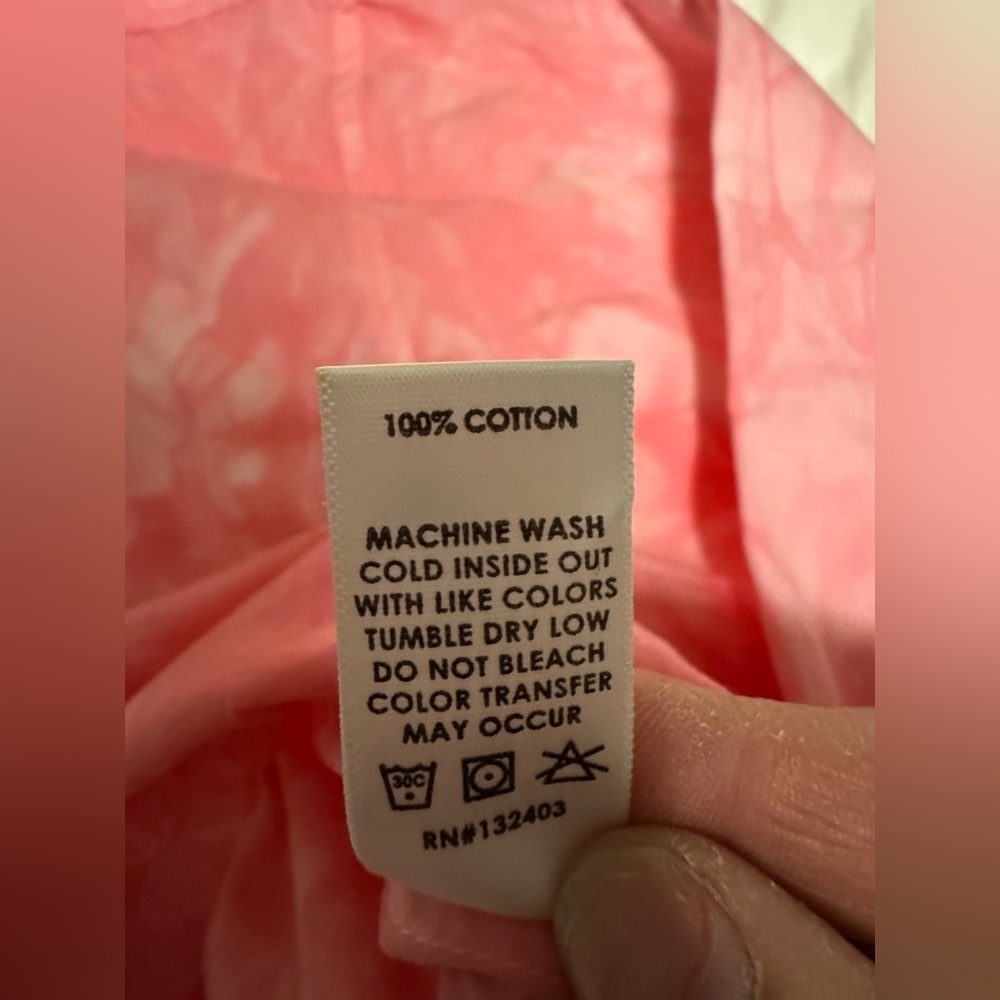 100% COTTON
MACHINE WASH
COLD INSIDE OUT
WITH LIKE COLORS
TUMBLE DRY LOW
DO NOT BLEACH
COLOR TRANSFER
MAY OCCUR
30C
RN#132403